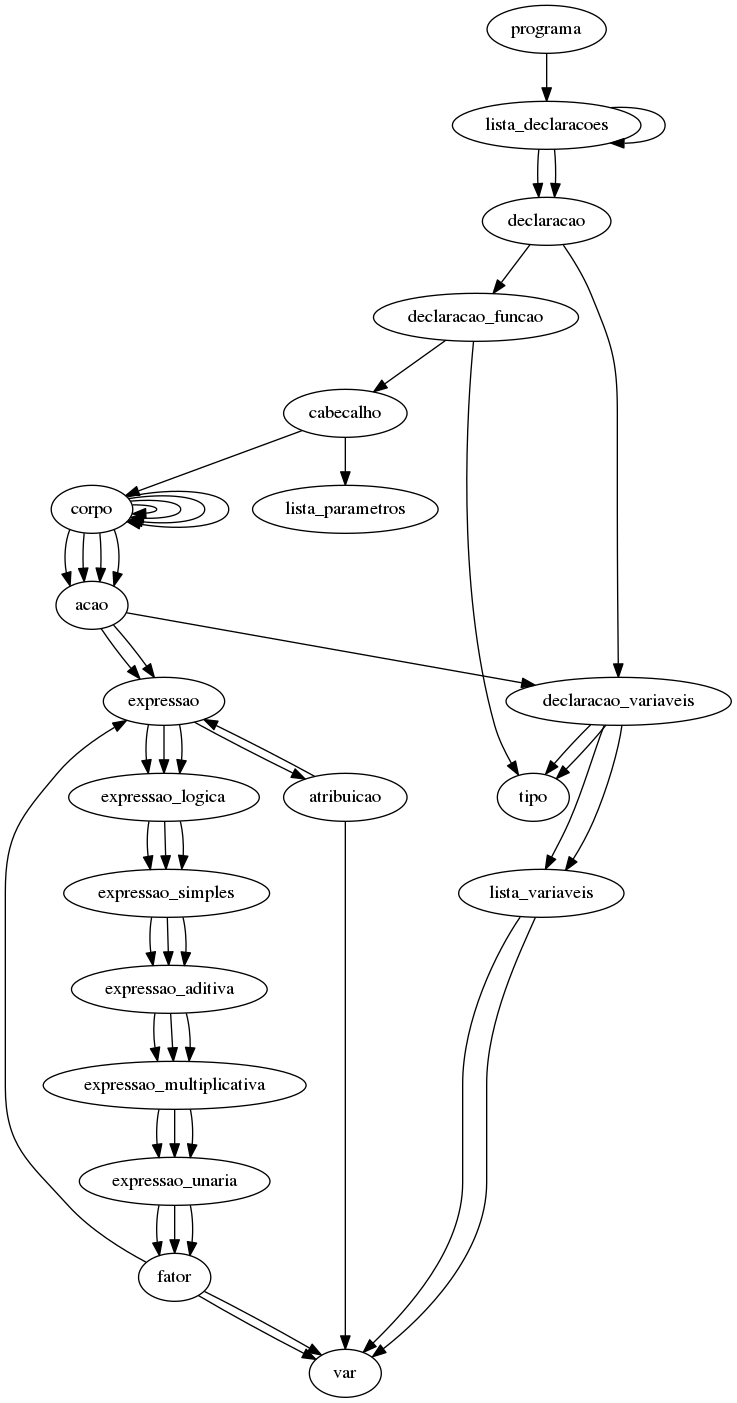 programa
lista_declaracoes
declaracao
declaracao_funcao
cabecalho
corpo
lista_parametros
acao
expressao
declaracao_variaveis
expressao_logica
atribuicao
tipo
expressao_simples
lista_variaveis
expressao_aditiva
expressao_multiplicativa
expressao_unaria
fator
var